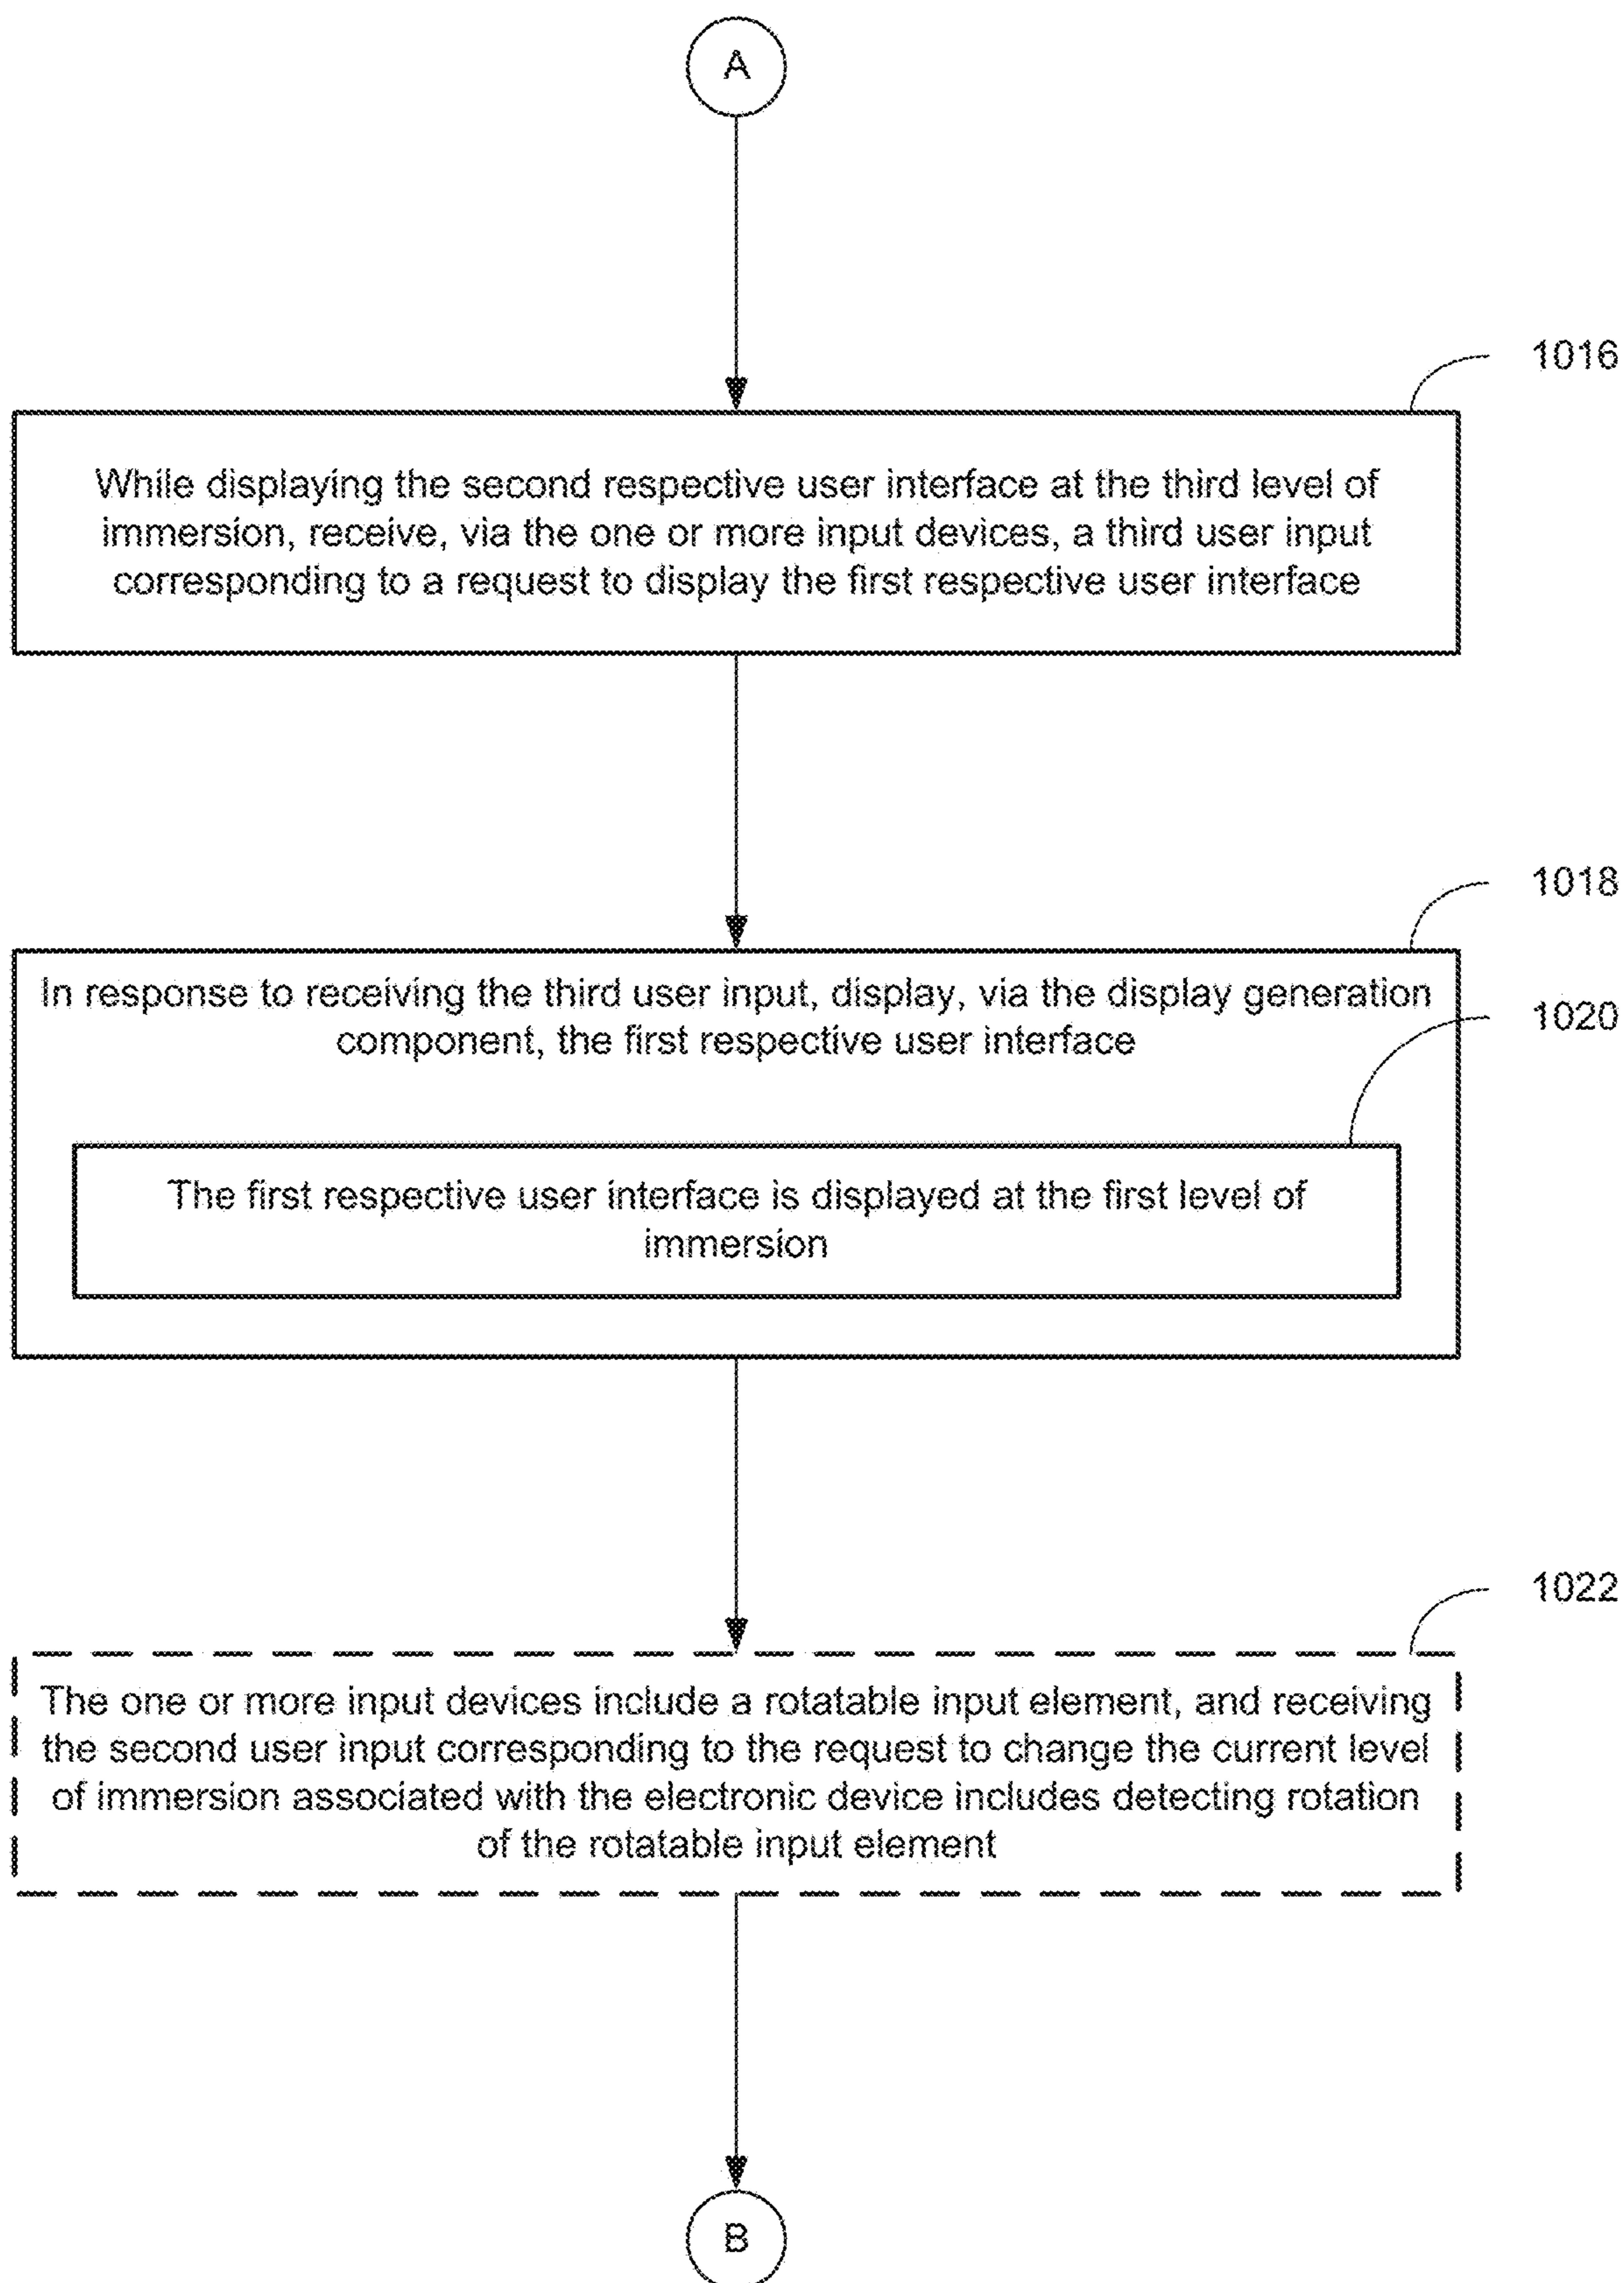 A
1016
While displaying the second respective user interface at the third level of
immersion, receive, via the one or more input devices, a third user input
corresponding to a request to display the first respective user interface
1018
In response to receiving the third user input, display, via the display generation
component, the first respective user interface
1020
The first respective user interface is displayed at the first level of
immersion
1022
The one or more input devices include a rotatable input element, and receiving
the second user input corresponding to the request to change the current level
of immersion associated with the electronic device includes detecting rotation
of the rotatable input element
B